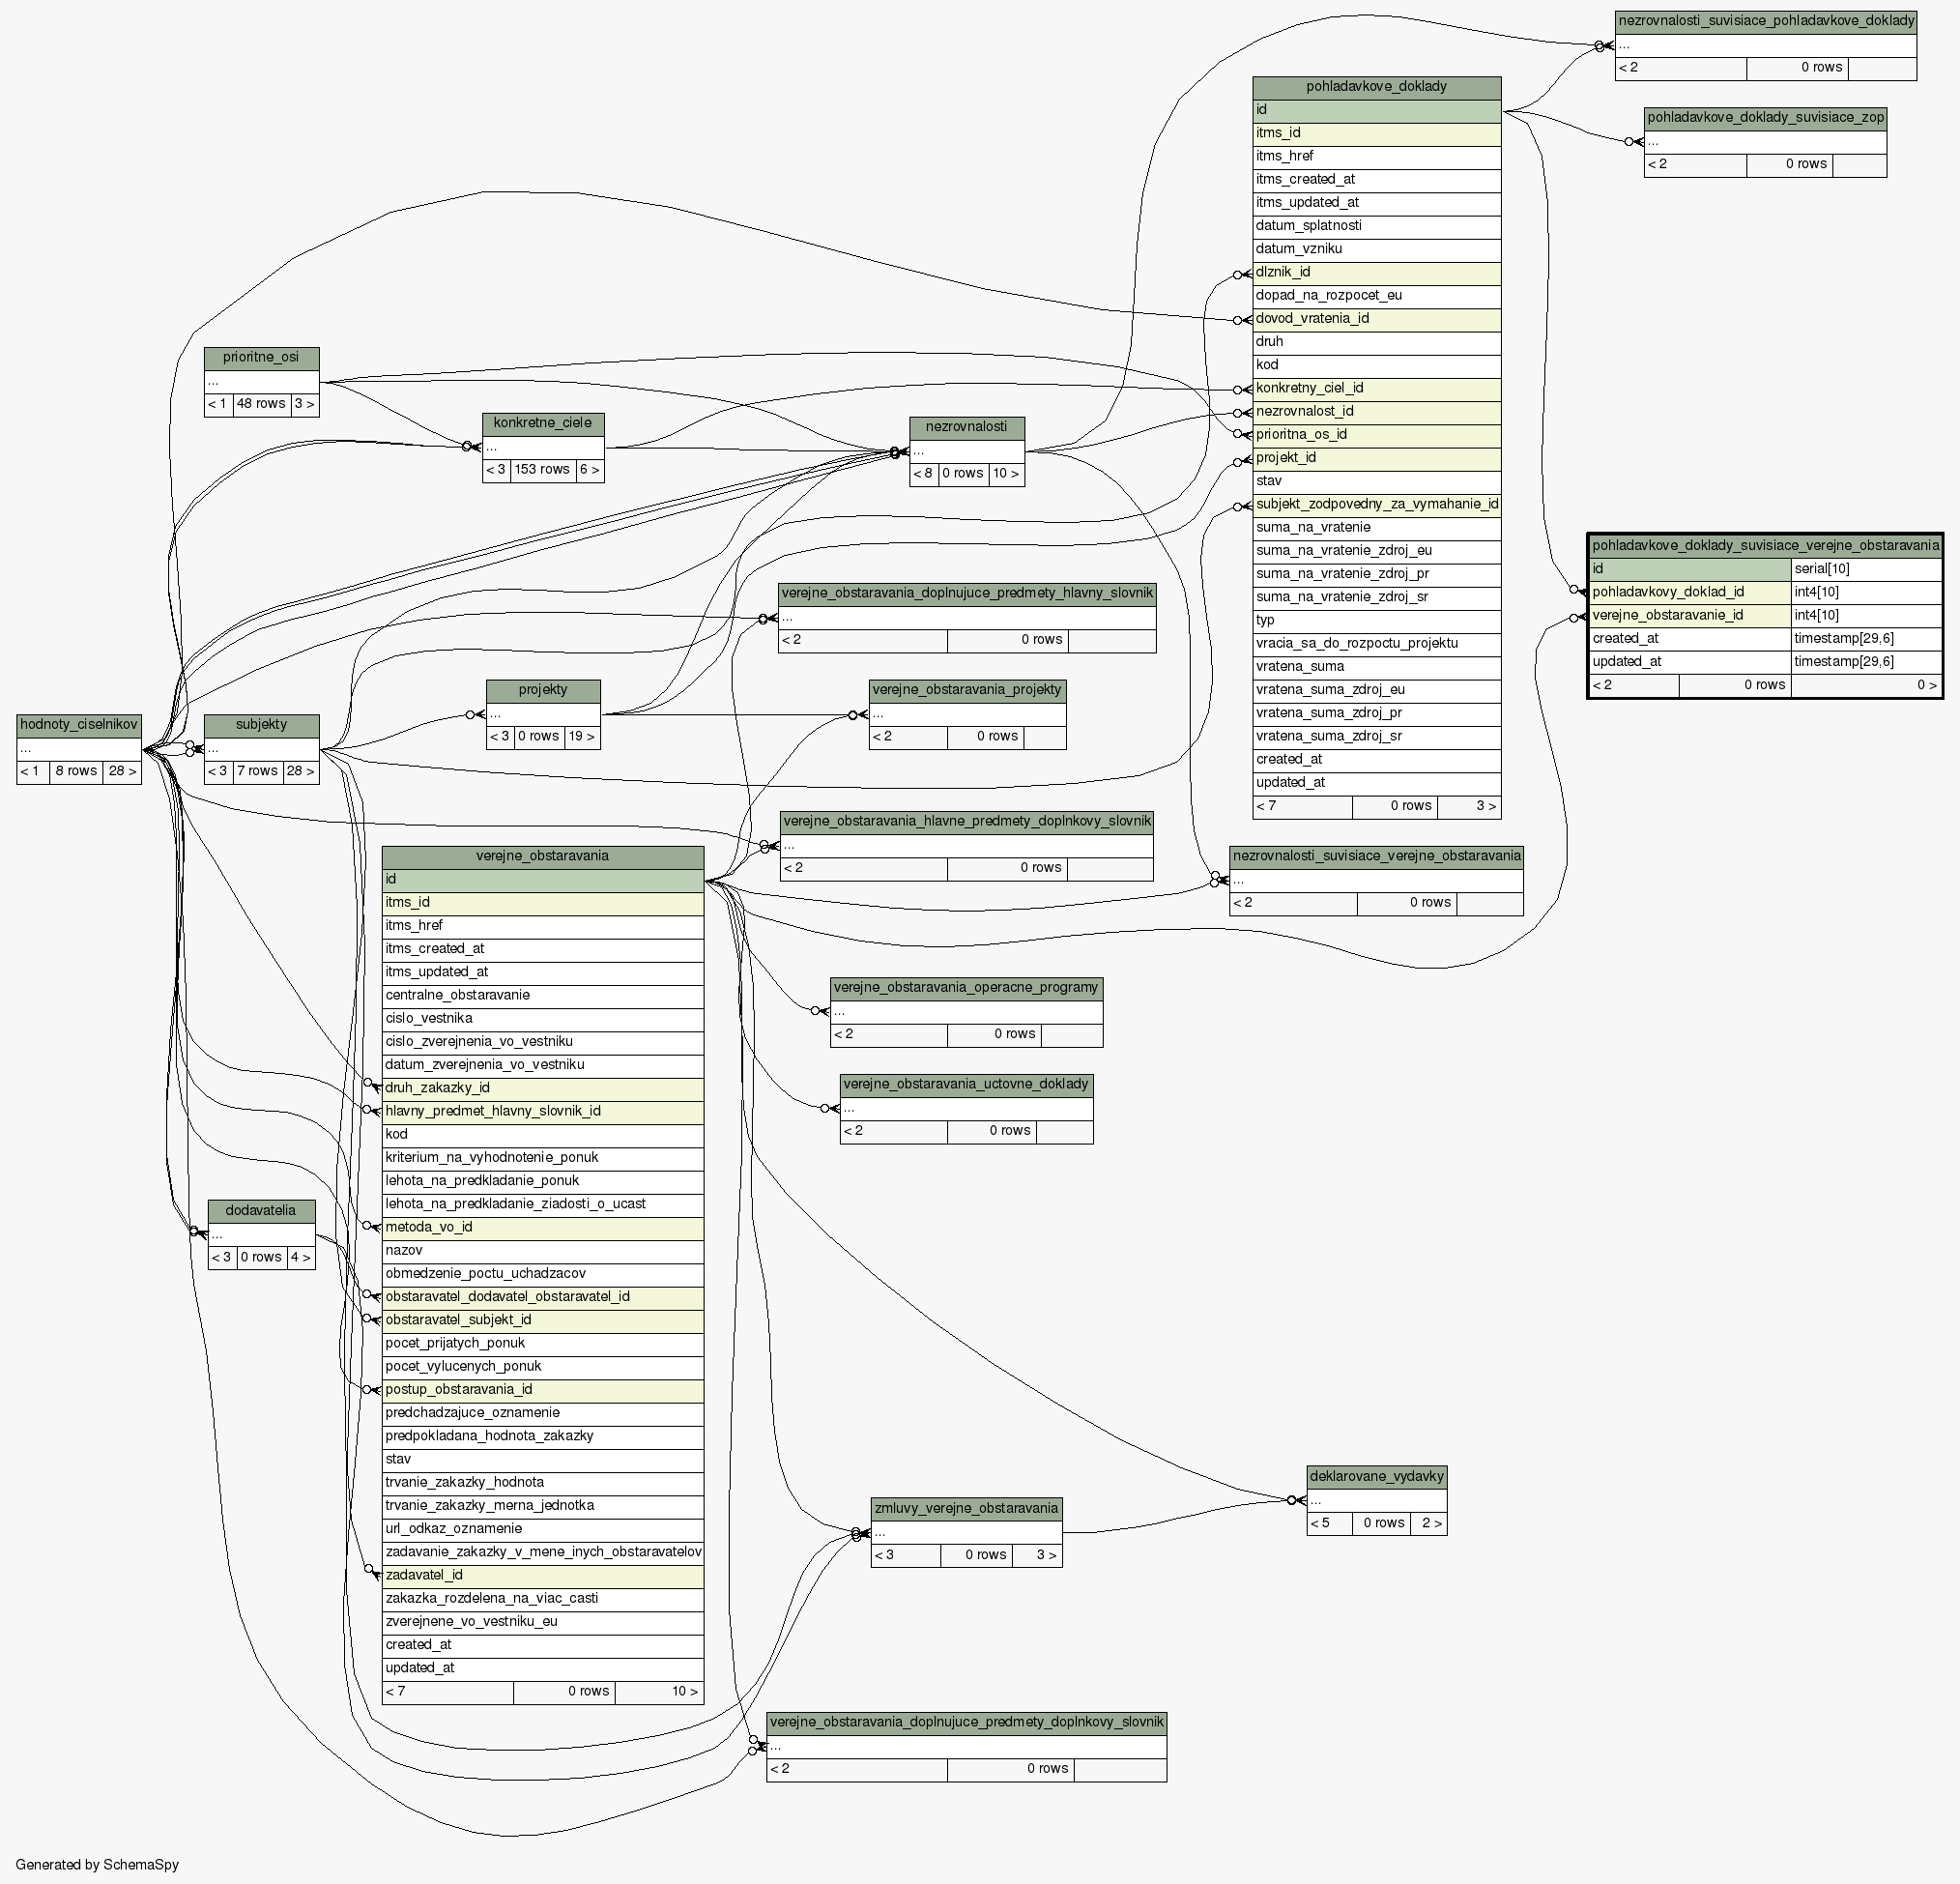 nezrovnalosti_suvisiace_pohladavkove_doklady
...
< 2 0 rows
pohladavkove_doklady
id
itms_id
itms_href
itms_created_at
itms_updated_at
datum_splatnosti
datum_vzniku
dlznik_id
dopad_na_rozpocet_eu
dovod_vratenia_id
druh
kod
konkretny_ciel_id
nezrovnalost_id
prioritna_os_id
projekt_id
stav
subjekt_zodpovedny_za_vymahanie_id
suma_na_vratenie
suma_na_vratenie_zdroj_eu
suma_na_vratenie_zdroj_pr
suma_na_vratenie_zdroj_sr
typ
vracia_sa_do_rozpoctu_projektu
vratena_suma
vratena_suma_zdroj_eu
vratena_suma_zdroj_pr
vratena_suma_zdroj_sr
created_at
updated_at
< 7 0 rows 3 >
pohladavkove_doklady_suvisiace_zop
...
< 2 0 rows
prioritne_osi
...
< 1 48 rows 3 >
konkretne_ciele
...
< 3 153 rows 6 >
nezrovnalosti
...
< 8 0 rows 10 >
pohladavkove_doklady_suvisiace_verejne_obstaravania
id serial[10]
pohladavkovy_doklad_id int4[10]
verejne_obstaravanie_id int4[10]
created_at timestamp[29,6]
updated_at timestamp[29,6]
< 2 0 rows 0 >
verejne_obstaravania_doplnujuce_predmety_hlavny_slovnik
...
< 2 0 rows
projekty
...
< 3 0 rows 19 >
verejne_obstaravania_projekty
...
< 2 0 rows
hodnoty_ciselnikov
...
< 1 8 rows 28 >
subjekty
...
< 3 7 rows 28 >
verejne_obstaravania_hlavne_predmety_doplnkovy_slovnik
...
< 2 0 rows
verejne_obstaravania
id
itms_id
itms_href
itms_created_at
itms_updated_at
centralne_obstaravanie
cislo_vestnika
cislo_zverejnenia_vo_vestniku
datum_zverejnenia_vo_vestniku
druh_zakazky_id
hlavny_predmet_hlavny_slovnik_id
kod
kriterium_na_vyhodnotenie_ponuk
lehota_na_predkladanie_ponuk
lehota_na_predkladanie_ziadosti_o_ucast
metoda_vo_id
nazov
obmedzenie_poctu_uchadzacov
obstaravatel_dodavatel_obstaravatel_id
obstaravatel_subjekt_id
pocet_prijatych_ponuk
pocet_vylucenych_ponuk
postup_obstaravania_id
predchadzajuce_oznamenie
predpokladana_hodnota_zakazky
stav
trvanie_zakazky_hodnota
trvanie_zakazky_merna_jednotka
url_odkaz_oznamenie
zadavanie_zakazky_v_mene_inych_obstaravatelov
zadavatel_id
zakazka_rozdelena_na_viac_casti
zverejnene_vo_vestniku_eu
created_at
updated_at
< 7 0 rows 10 >
nezrovnalosti_suvisiace_verejne_obstaravania
...
< 2 0 rows
verejne_obstaravania_operacne_programy
...
< 2 0 rows
verejne_obstaravania_uctovne_doklady
...
< 2 0 rows
dodavatelia
...
< 3 0 rows 4 >
deklarovane_vydavky
...
< 5 0 rows 2 >
zmluvy_verejne_obstaravania
...
< 3 0 rows 3 >
verejne_obstaravania_doplnujuce_predmety_doplnkovy_slovnik
...
< 2 0 rows
Generated by SchemaSpy